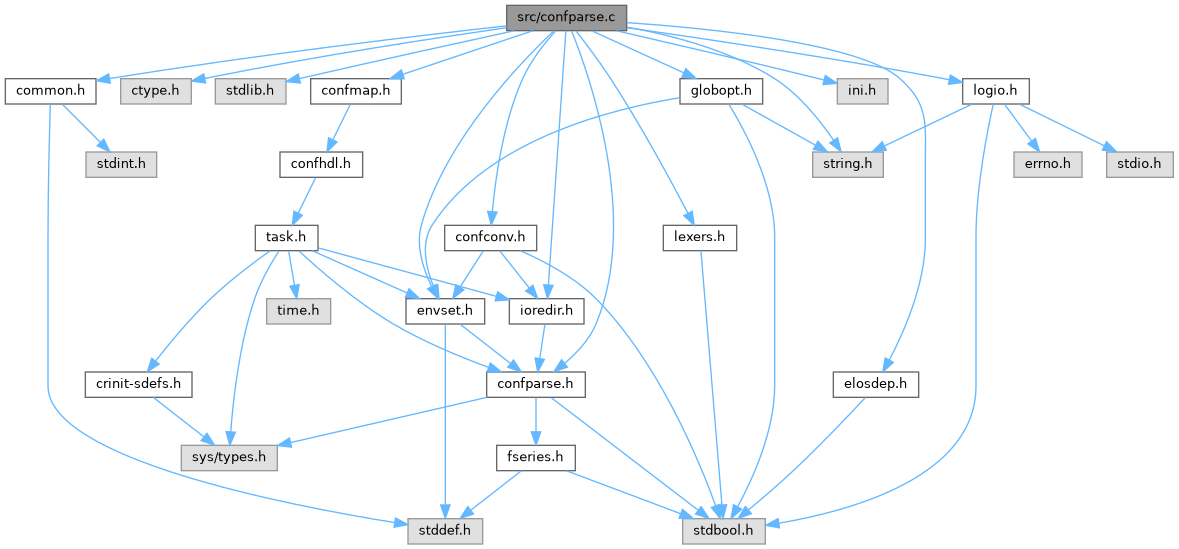 src/confparse.c
common.h
ctype.h
stdlib.h
confmap.h
globopt.h
ini.h
logio.h
stdint.h
confhdl.h
string.h
errno.h
stdio.h
task.h
confconv.h
lexers.h
time.h
envset.h
ioredir.h
crinit-sdefs.h
confparse.h
elosdep.h
sys/types.h
fseries.h
stddef.h
stdbool.h